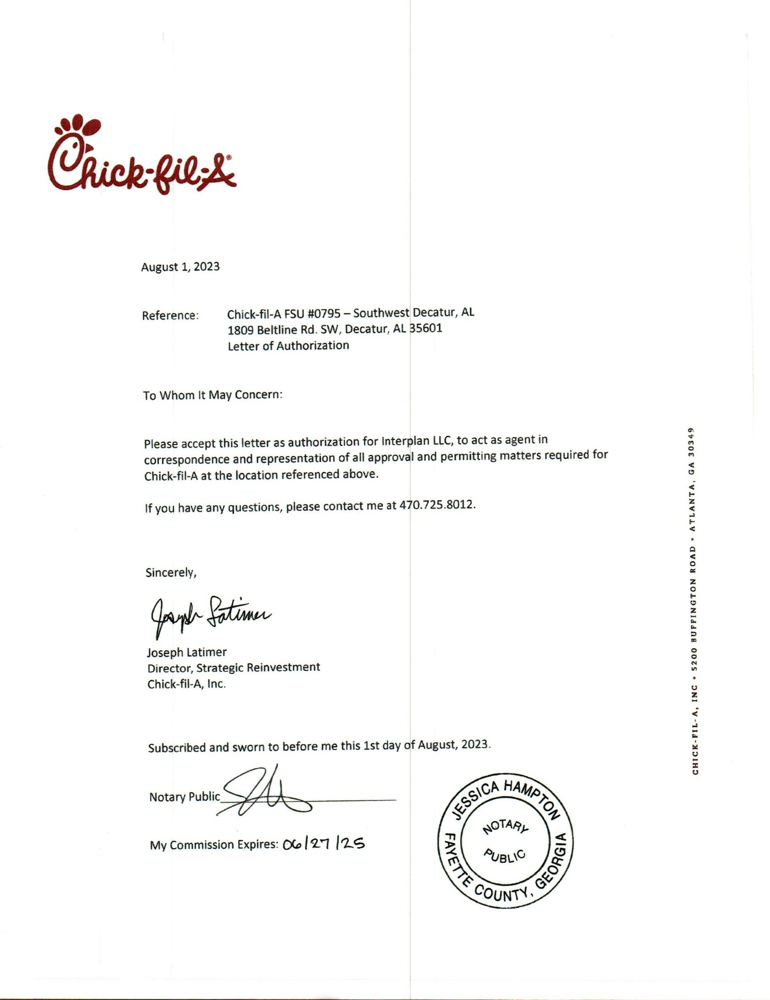 Chick-fil-A®
August 1, 2023
Reference: Chick-fil-A FSU #0795 – Southwest Decatur, AL
1809 Beltline Rd. SW, Decatur, AL 35601
Letter of Authorization
To Whom It May Concern:
Please accept this letter as authorization for Interplan LLC, to act as agent in
correspondence and representation of all approval and permitting matters required for
Chick-fil-A at the location referenced above.
If you have any questions, please contact me at 470.725.8012.
Sincerely,
Joseph Latimer
Joseph Latimer
Director, Strategic Reinvestment
Chick-fil-A, Inc.
Subscribed and sworn to before me this 1st day of August, 2023.
Notary Public
My Commission Expires: 06/27/25
JESSICA HAMPTON
NOTARY
PUBLIC
FAYETTE COUNTY, GEORGIA
CHICK-FIL-A, INC • 5200 BUFFINGTON ROAD • ATLANTA, GA 30349